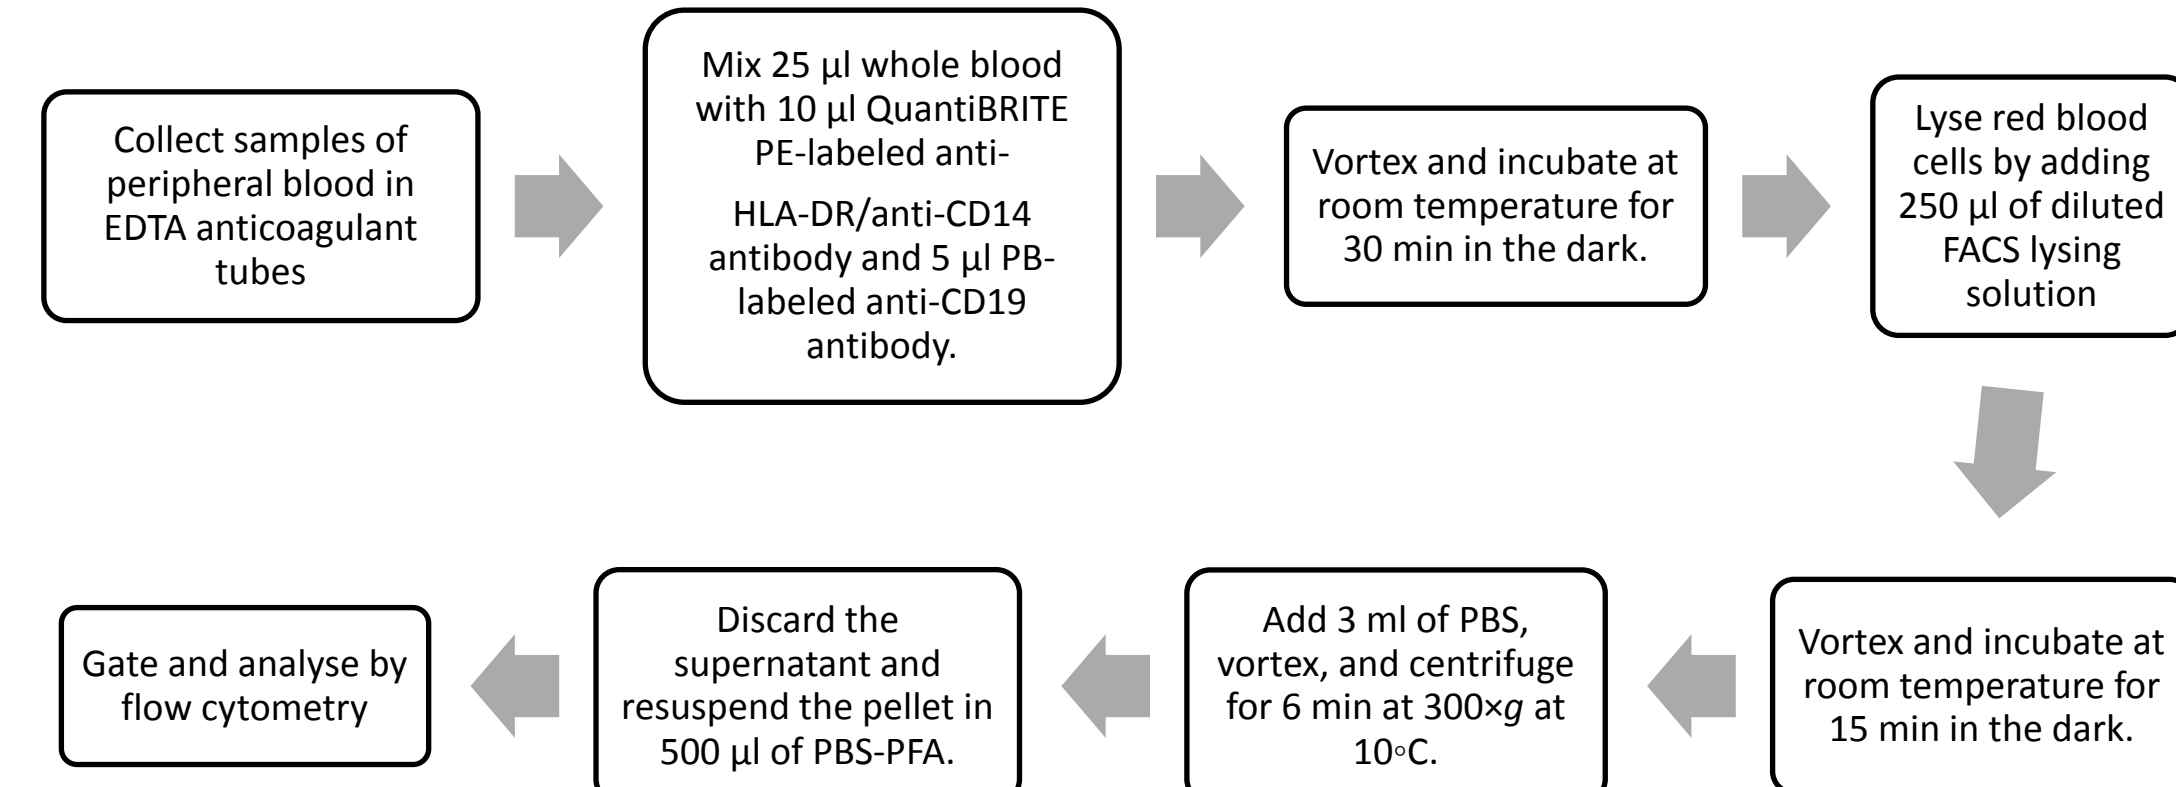 Collect samples of
peripheral blood in
EDTA anticoagulant
tubes
Mix 25 µl whole blood
with 10 µl QuantiBRITE
PE-labeled anti-
HLA-DR/anti-CD14
antibody and 5 µl PB-
labeled anti-CD19
antibody.
Vortex and incubate at
room temperature for
30 min in the dark.
Lyse red blood
cells by adding
250 µl of diluted
FACS lysing
solution
Vortex and incubate at
room temperature for
15 min in the dark.
Add 3 ml of PBS,
vortex, and centrifuge
for 6 min at 300×g at
10◦C.
Discard the
supernatant and
resuspend the pellet in
500 µl of PBS-PFA.
Gate and analyse by
flow cytometry